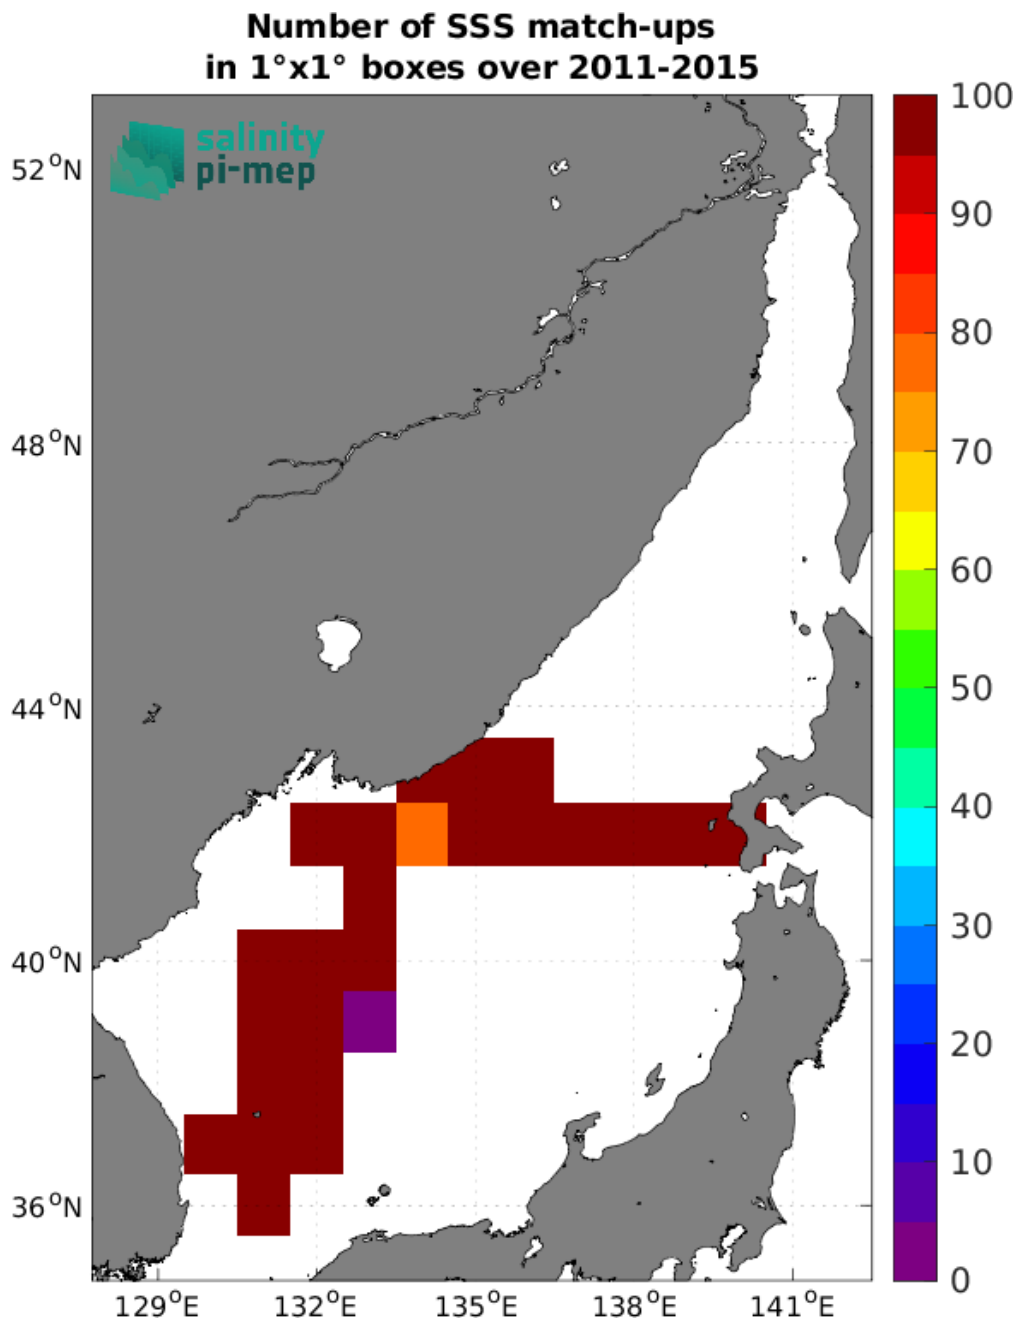 Number of SSS match-ups
in 1°x1° boxes over 2011-2015
salinity
pi-mep
52°N
48°N
44°N
40°N
36°N
129°E 132°E 135°E 138°E 141°E
100
90
80
70
60
50
40
30
20
10
0